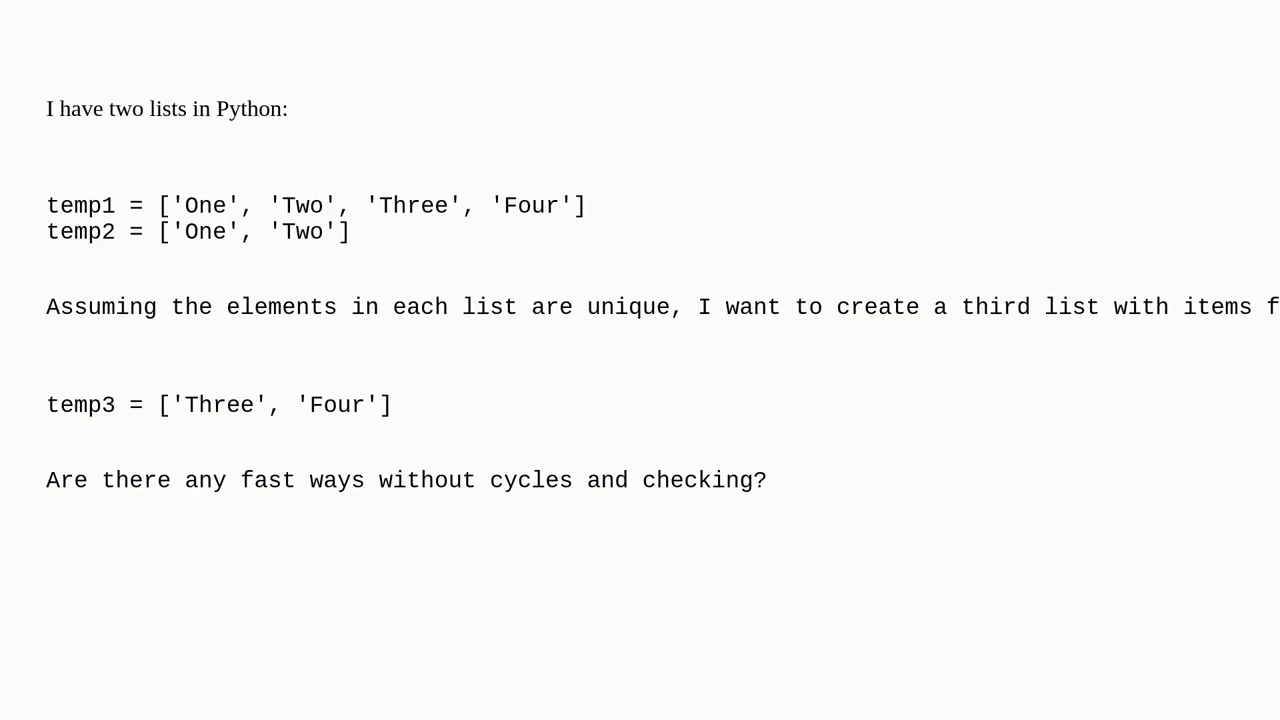 I have two lists in Python:
temp1 = ['One', 'Two', 'Three', 'Four']
temp2 = ['One', 'Two']
Assuming the elements in each list are unique, I want to create a third list with items
temp3 = ['Three', 'Four']
Are there any fast ways without cycles and checking?